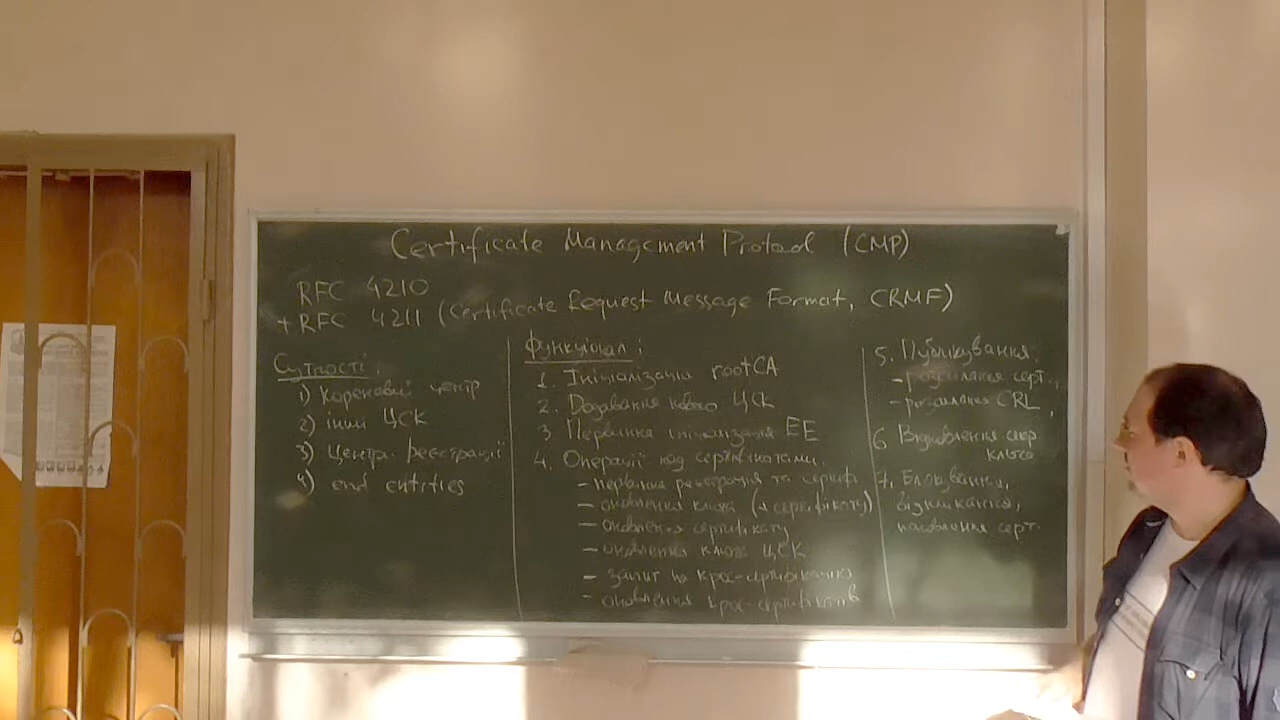 Certificate Management Protocol (CMP)
RFC 4210
+ RFC 4211 (Certificate Request Message Format, CRMF)
Сутності:
1) Кореневий центр
2) інші ЦСК
3) Центри реєстрації
4) end entities
Функціонал:
1. Ініціалізація rootCA
2. Додавання нового ЦСК
3 Первинна ініціалізація EE
4. Операції над сертифікатами.
- первинна реєстрація та сертиф.
- оновлення ключа (і сертифікату)
- оновлення сертифікату
- оновлення ключа ЦСК
- запит на крос-сертифікацію
- оновлення крос-сертифікатів
5. Публікування:
- розсилання серт.,
- розсилання CRL,
6 Відновлення секр
ключа
7. Блокування,
відкликання,
поновлення серт.